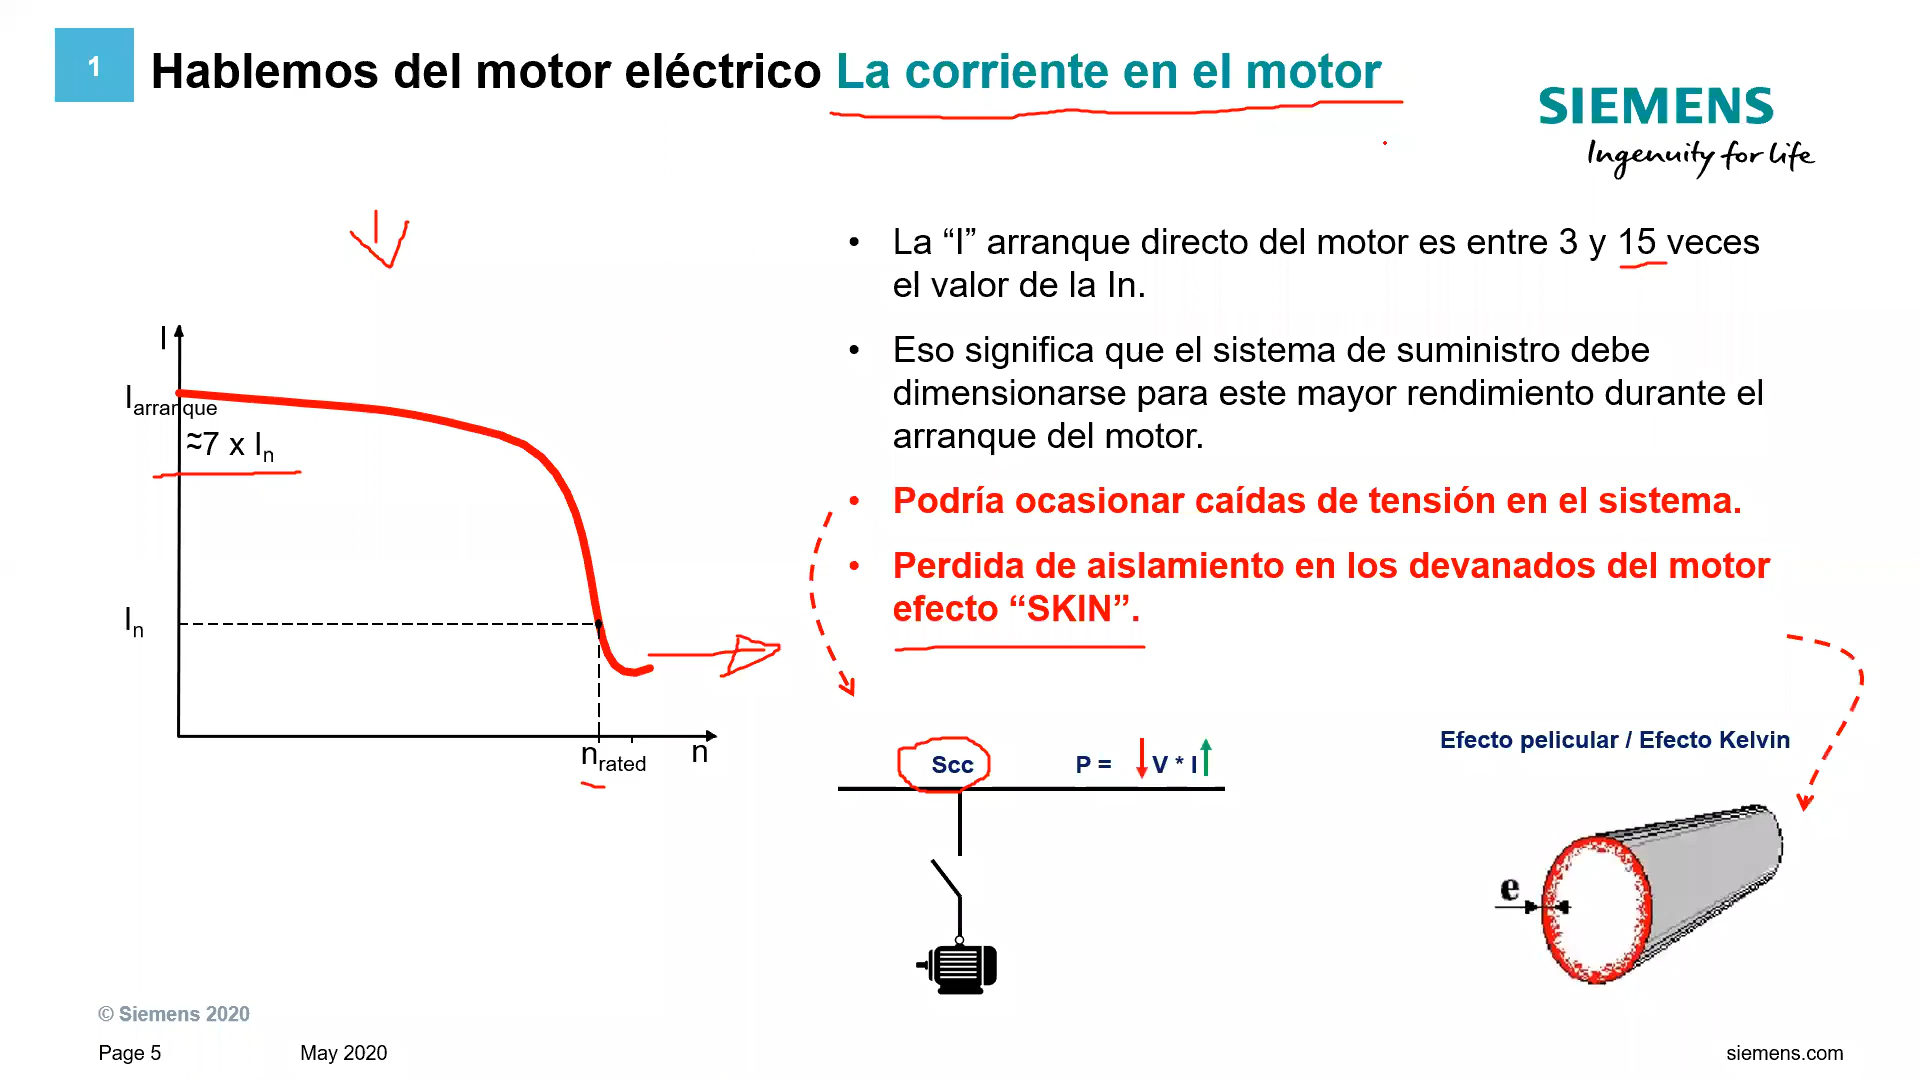 1
Hablemos del motor eléctrico La corriente en el motor
SIEMENS
Ingenuity for life
• La “I” arranque directo del motor es entre 3 y 15 veces
el valor de la In.
• Eso significa que el sistema de suministro debe
dimensionarse para este mayor rendimiento durante el
arranque del motor.
• Podría ocasionar caídas de tensión en el sistema.
• Perdida de aislamiento en los devanados del motor
efecto “SKIN”.
I
Iarranque
≈7 x In
In
nrated
n
Scc
P = V * I
Efecto pelicular / Efecto Kelvin
e
© Siemens 2020
Page 5
May 2020
siemens.com